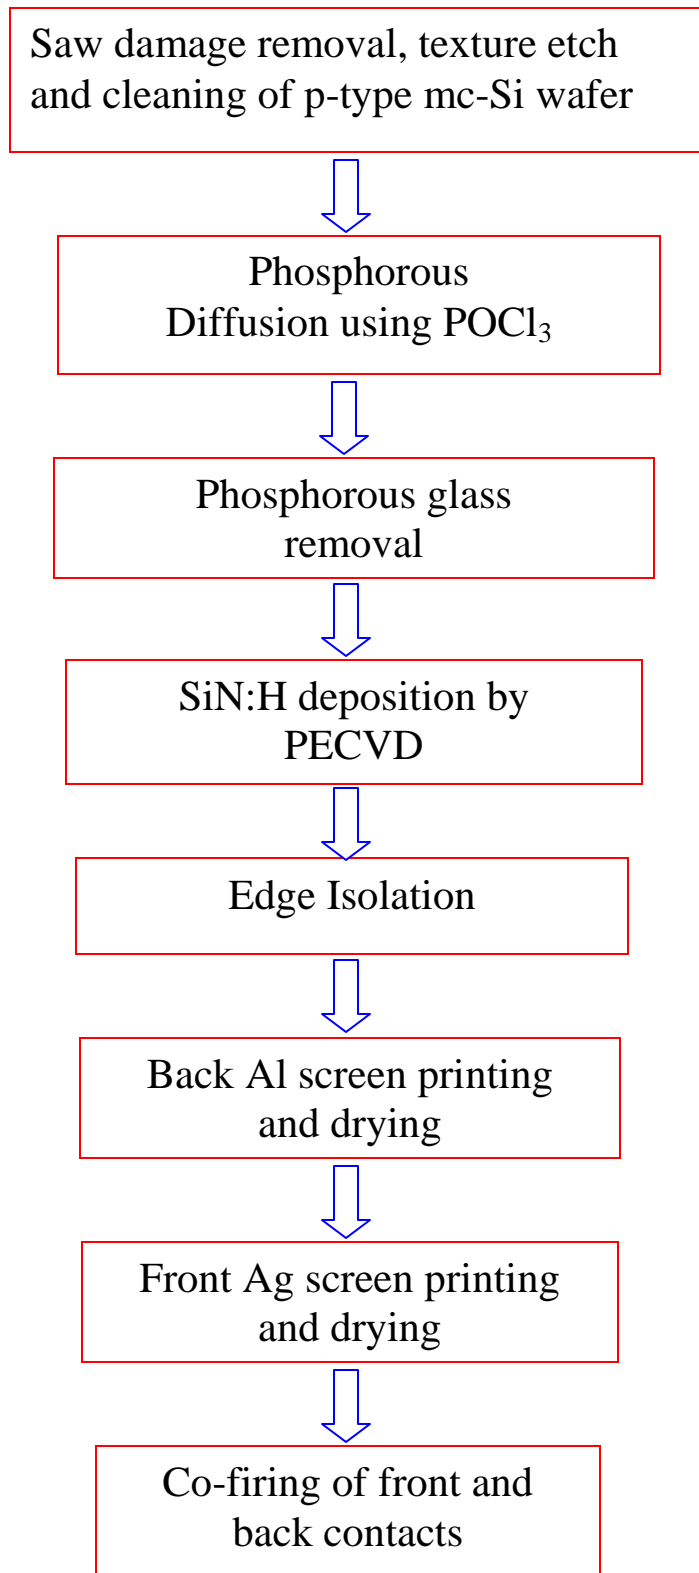 Saw damage removal, texture etch
and cleaning of p-type mc-Si wafer
Phosphorous
Diffusion using POCl₃
Phosphorous glass
removal
SiN:H deposition by
PECVD
Edge Isolation
Back Al screen printing
and drying
Front Ag screen printing
and drying
Co-firing of front and
back contacts